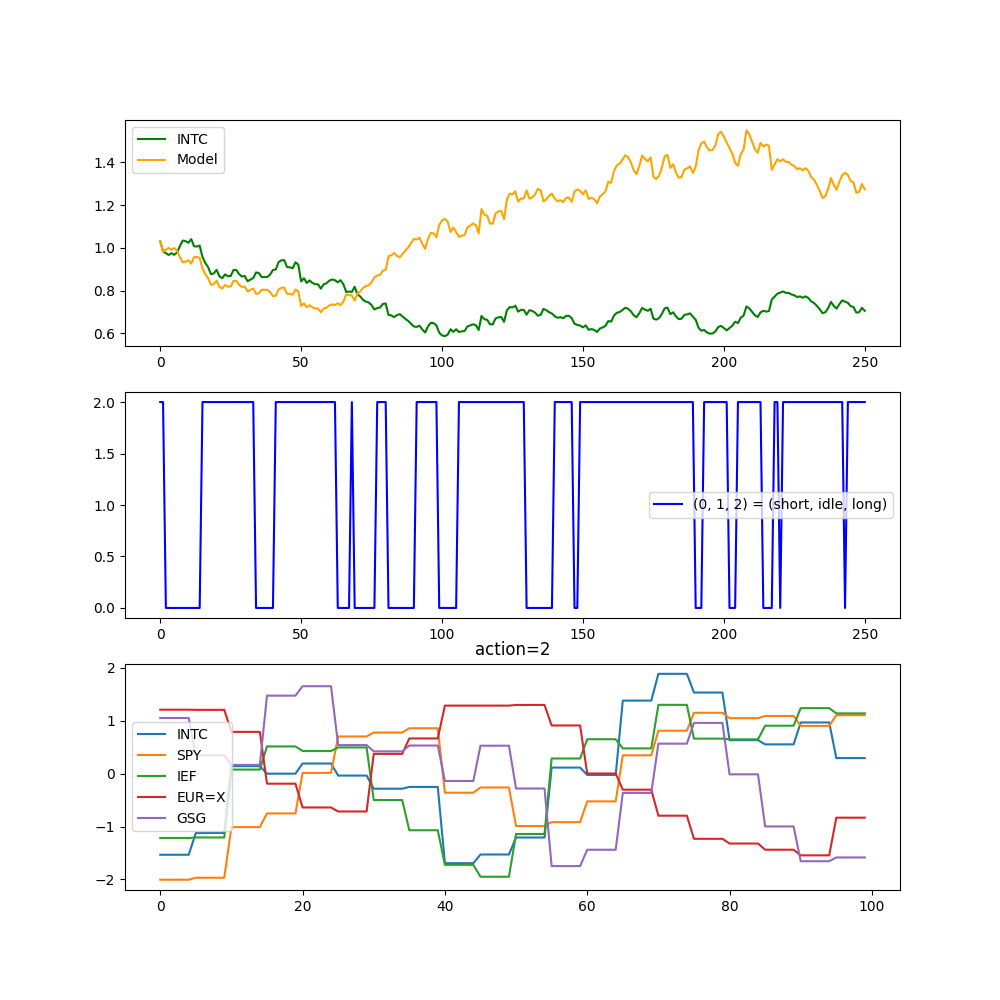 INTC
Model
1.4
1.2
1.0
0.8
0.6
0 50 100 150 200 250
2.0
1.5
1.0
0.5
0.0
(0, 1, 2) = (short, idle, long)
0 50 100 150 200 250
action=2
2
1
0
−1
−2
INTC
SPY
IEF
EUR=X
GSG
0 20 40 60 80 100